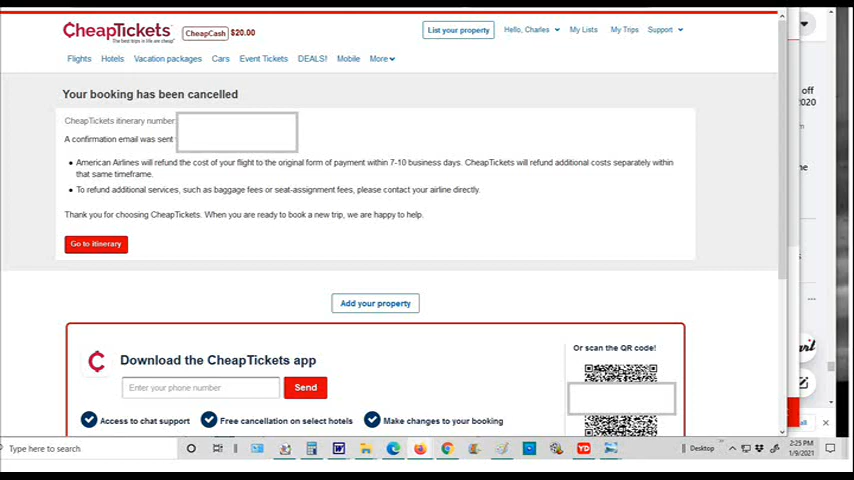 CheapTickets
The best trips in life are cheap™
CheapCash $20.00
List your property
Hello, Charles
My Lists
My Trips
Support
Flights Hotels Vacation packages Cars Event Tickets DEALS! Mobile More
Your booking has been cancelled
CheapTickets itinerary number:
A confirmation email was sent
American Airlines will refund the cost of your flight to the original form of payment within 7-10 business days. CheapTickets will refund additional costs separately within
that same timeframe.
To refund additional services, such as baggage fees or seat-assignment fees, please contact your airline directly.
Thank you for choosing CheapTickets. When you are ready to book a new trip, we are happy to help.
Go to itinerary
Add your property
Download the CheapTickets app
Enter your phone number
Send
Access to chat support
Free cancellation on select hotels
Make changes to your booking
Or scan the QR code!
off
2020
Type here to search
YD
Desktop
2:25 PM
1/9/2021